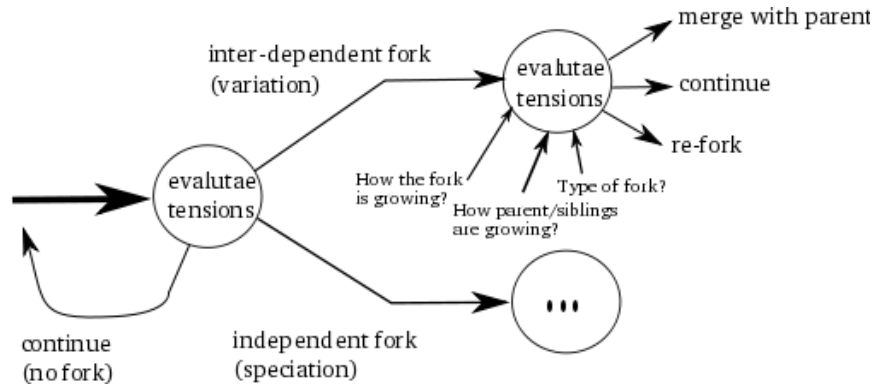 merge with parent
inter-dependent fork
(variation)
evalutae
tensions
continue
re-fork
evalutae
tensions
How the fork
is growing?
Type of fork?
How parent/siblings
are growing?
...
independent fork
(speciation)
continue
(no fork)